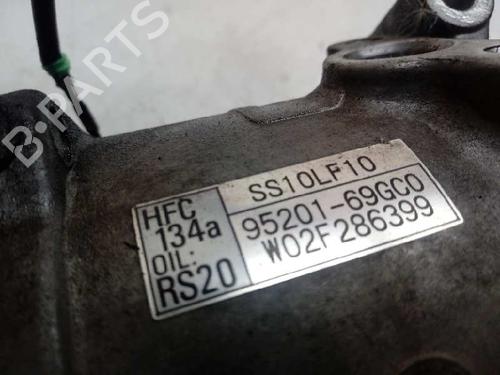 B-PARTS
HFC
134a
OIL:
RS20
SS10LF10
95201-69GC0
W02F286399